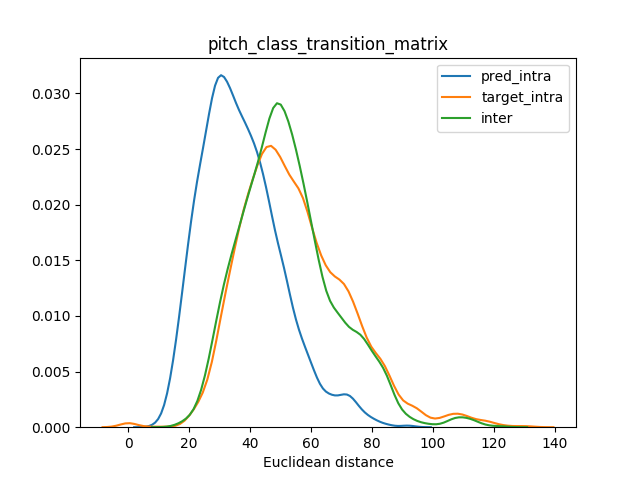 pitch_class_transition_matrix
pred_intra
target_intra
inter
0.030
0.025
0.020
0.015
0.010
0.005
0.000
0 20 40 60 80 100 120 140
Euclidean distance